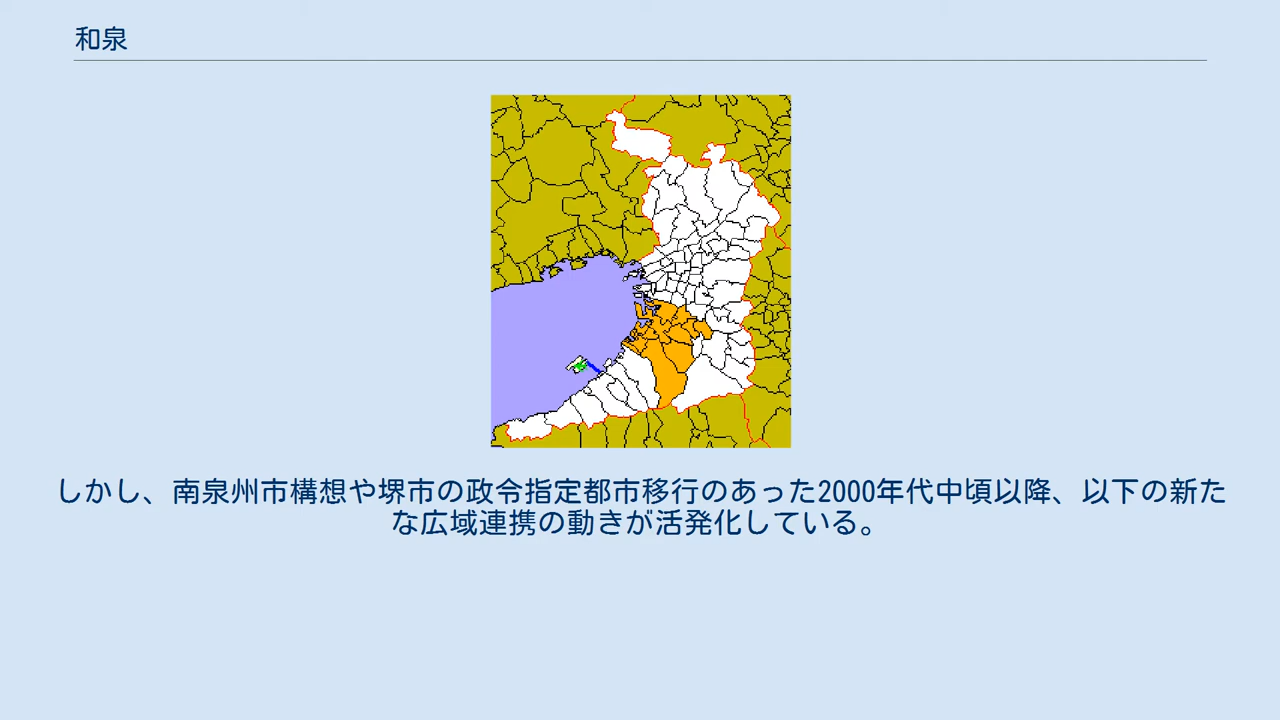 和泉
しかし、南泉州市構想や堺市の政令指定都市移行のあった2000年代中頃以降、以下の新た
な広域連携の動きが活発化している。